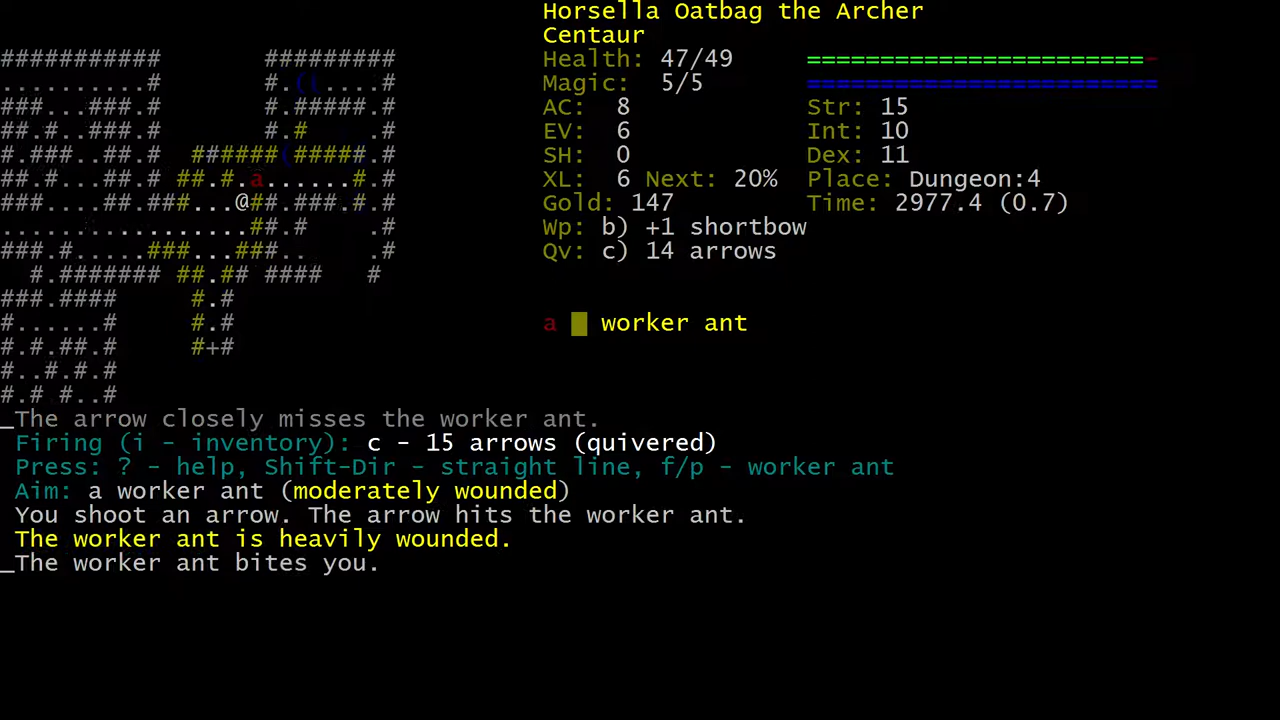 Horsella Oatbag the Archer
Centaur
########### #########
Health: 47/49 ========================-
..........# #.((....#
Magic: 5/5 ========================
###...###.# #.#####.#
AC: 8 Str: 15
##.#..###.# #.# .#
EV: 6 Int: 10
#.###..##.# ######(#####.#
SH: 0 Dex: 11
##.#...##.# ##.#.a......#.#
XL: 6 Next: 20% Place: Dungeon:4
###....##.###...@##.###.#.#
Gold: 147 Time: 2977.4 (0.7)
.................##.# .#
Wp: b) +1 shortbow
###.#.....###...###.. .#
Qv: c) 14 arrows
#.####### ##.## #### #
###.#### #.#
#......# #.#
a worker ant
#.#.##.# #+#
#..#.#.#
#.#.#..#
_The arrow closely misses the worker ant.
Firing (i - inventory): c - 15 arrows (quivered)
Press: ? - help, Shift-Dir - straight line, f/p - worker ant
Aim: a worker ant (moderately wounded)
You shoot an arrow. The arrow hits the worker ant.
The worker ant is heavily wounded.
_The worker ant bites you.